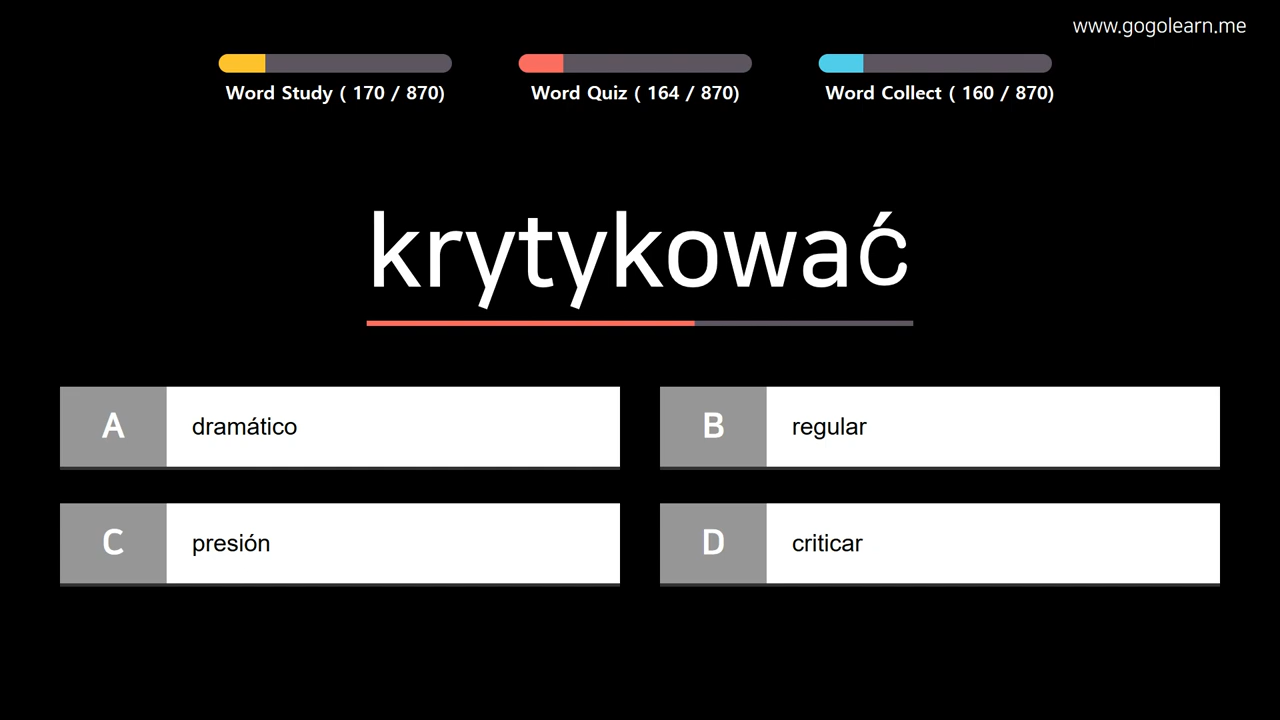 www.gogolearn.me
Word Study ( 170 / 870)
Word Quiz ( 164 / 870)
Word Collect ( 160 / 870)
krytykować
A dramático
B regular
C presión
D criticar